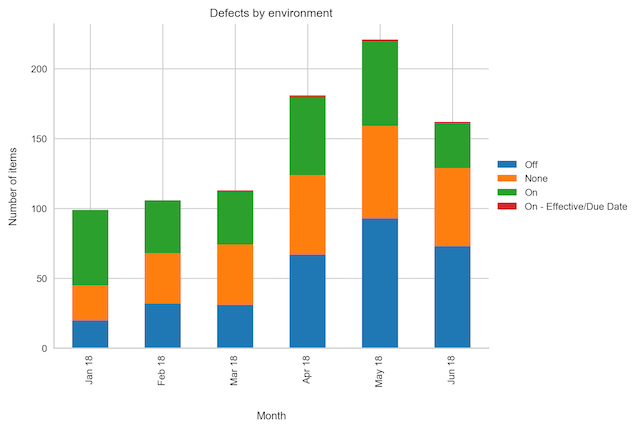 Defects by environment
Number of items
200
150
100
50
0
Jan 18
Feb 18
Mar 18
Apr 18
May 18
Jun 18
Month
Off
None
On
On - Effective/Due Date